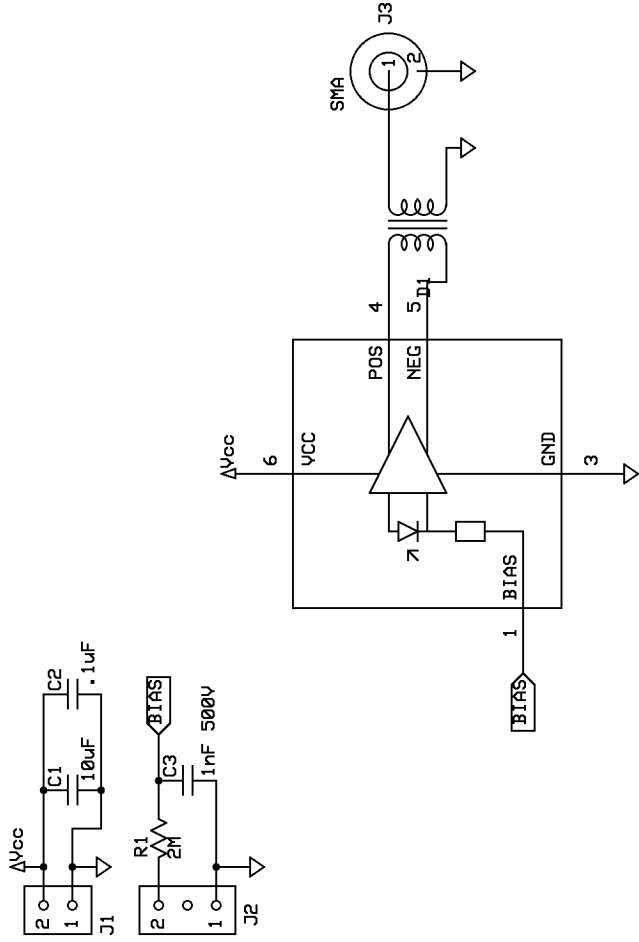 J3
1
2
SMA
4
5
D1
POS
NEG
Vcc
6
VCC
GND
3
BIAS
1
BIAS
C2
.1uF
C1
10uF
Vcc
2
1
J1
BIAS
C3
1nF 500V
R1
2M
2
1
J2